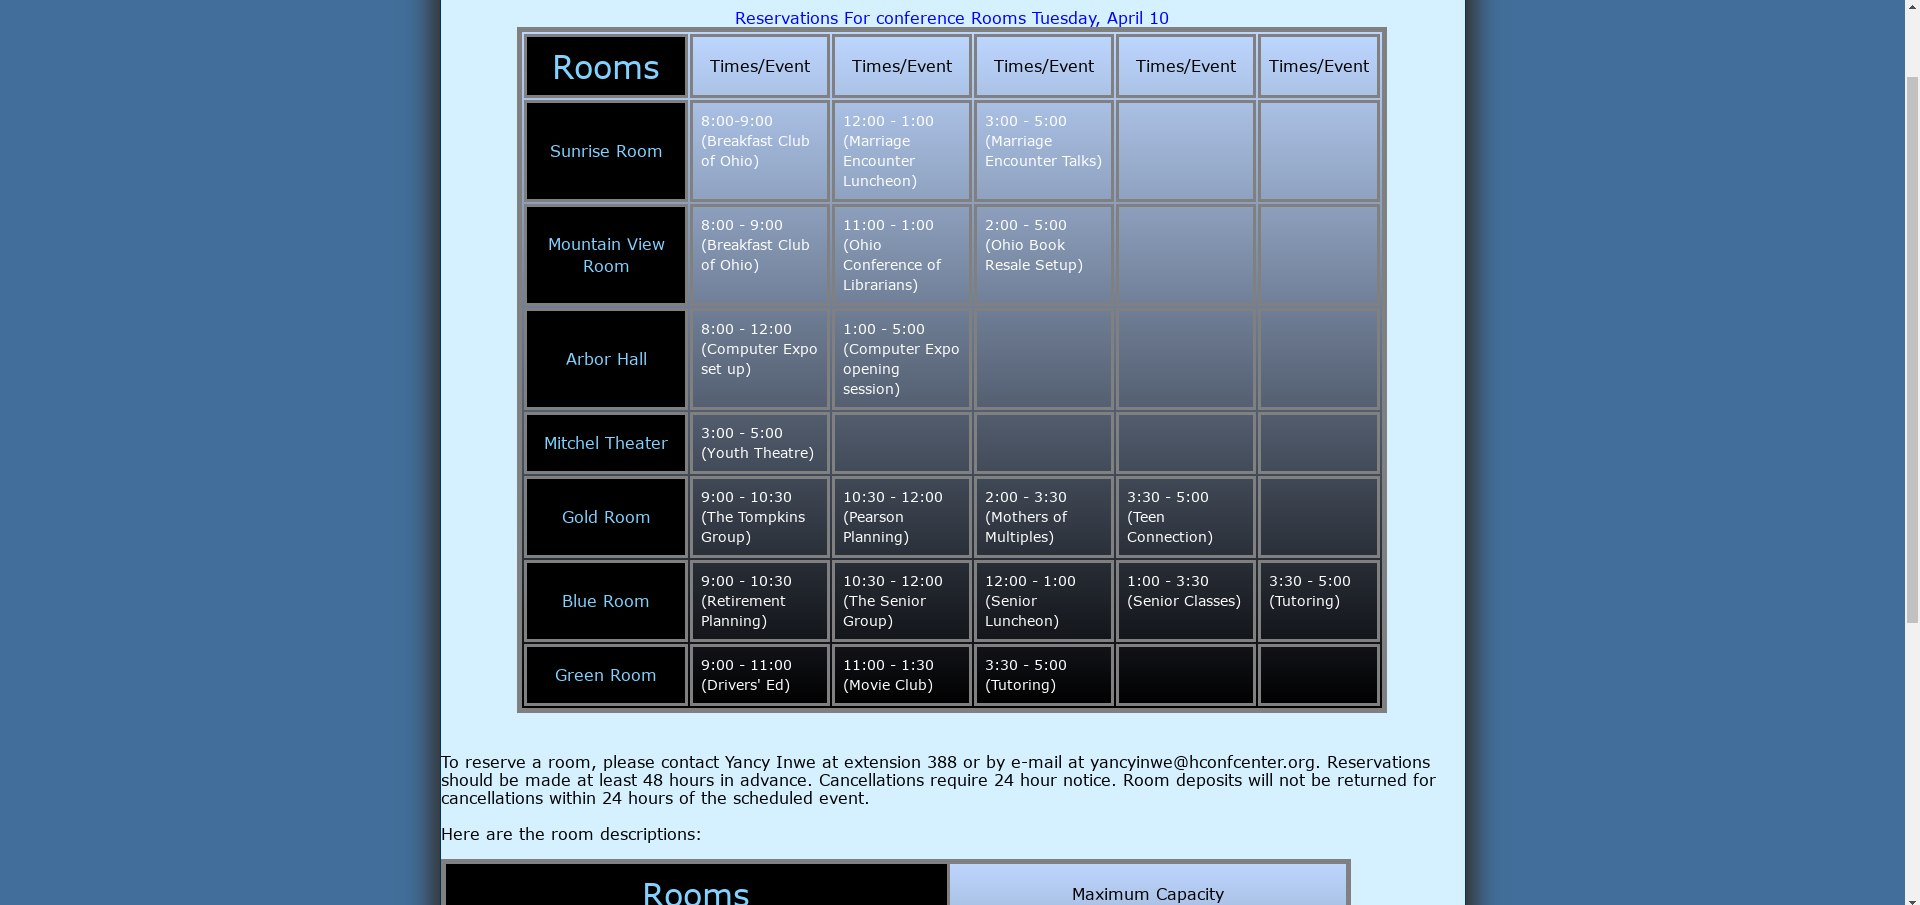 Reservations For conference Rooms Tuesday, April 10
Rooms
Times/Event
Times/Event
Times/Event
Times/Event
Times/Event
Sunrise Room
8:00-9:00
(Breakfast Club
of Ohio)
12:00 - 1:00
(Marriage
Encounter
Luncheon)
3:00 - 5:00
(Marriage
Encounter Talks)
Mountain View
Room
8:00 - 9:00
(Breakfast Club
of Ohio)
11:00 - 1:00
(Ohio
Conference of
Librarians)
2:00 - 5:00
(Ohio Book
Resale Setup)
Arbor Hall
8:00 - 12:00
(Computer Expo
set up)
1:00 - 5:00
(Computer Expo
opening
session)
Mitchel Theater
3:00 - 5:00
(Youth Theatre)
Gold Room
9:00 - 10:30
(The Tompkins
Group)
10:30 - 12:00
(Pearson
Planning)
2:00 - 3:30
(Mothers of
Multiples)
3:30 - 5:00
(Teen
Connection)
Blue Room
9:00 - 10:30
(Retirement
Planning)
10:30 - 12:00
(The Senior
Group)
12:00 - 1:00
(Senior
Luncheon)
1:00 - 3:30
(Senior Classes)
3:30 - 5:00
(Tutoring)
Green Room
9:00 - 11:00
(Drivers' Ed)
11:00 - 1:30
(Movie Club)
3:30 - 5:00
(Tutoring)
To reserve a room, please contact Yancy Inwe at extension 388 or by e-mail at yancyinwe@hconfcenter.org. Reservations
should be made at least 48 hours in advance. Cancellations require 24 hour notice. Room deposits will not be returned for
cancellations within 24 hours of the scheduled event.
Here are the room descriptions:
Rooms
Maximum Capacity